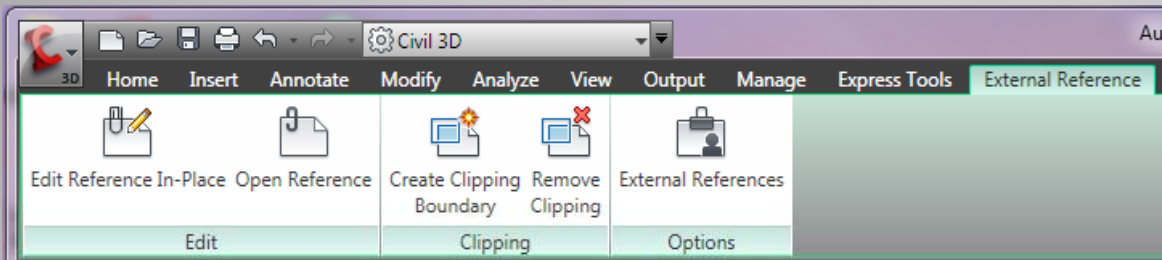 Civil 3D
Au
3D Home Insert Annotate Modify Analyze View Output Manage Express Tools External Reference
Edit Reference In-Place Open Reference Create Clipping Boundary Remove Clipping External References
Edit Clipping Options